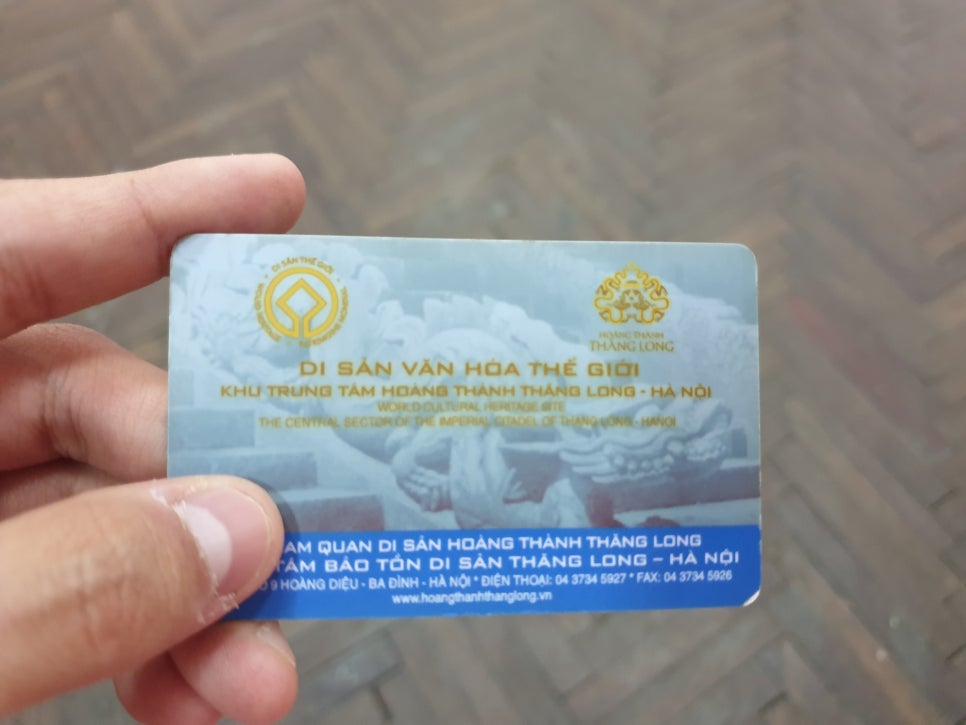 DI SẢN THẾ GIỚI
HOÀNG THÀNH
THĂNG LONG
DI SẢN VĂN HÓA THẾ GIỚI
KHU TRUNG TÂM HOÀNG THÀNH THĂNG LONG - HÀ NỘI
WORLD CULTURAL HERITAGE SITE
THE CENTRAL SECTOR OF THE IMPERIAL CITADEL OF THANG LONG - HANOI
QUAN DI SẢN HOÀNG THÀNH THĂNG LONG
TÂM BẢO TỒN DI SẢN THĂNG LONG – HÀ NỘI
9 HOÀNG DIỆU - BA ĐÌNH - HÀ NỘI * ĐIỆN THOẠI: 04 3734 5927 * FAX: 04 3734 5926
www.hoangthanhthanglong.vn